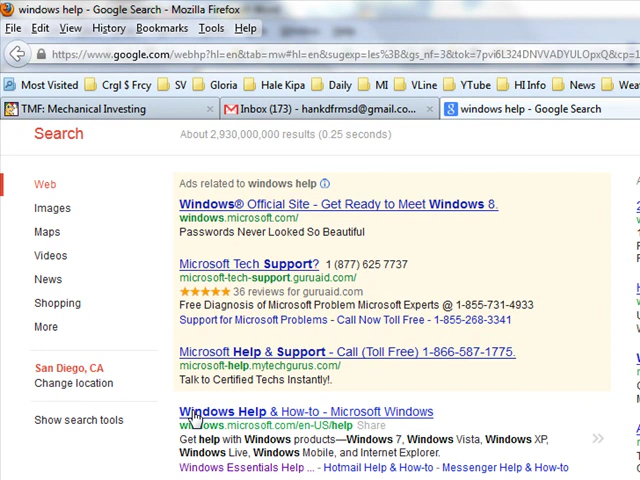 windows help - Google Search - Mozilla Firefox
File Edit View History Bookmarks Tools Help
https://www.google.com/webhp?hl=en&tab=mw#hl=en&sugexp=les%3B&gs_nf=3&tok=7pvi6L324DNVVADYULOpxQ&cp=1
Most Visited Crgl $ Frcy SV Gloria Hale Kipa Daily MI VLine YTube HI Info Wea
TMF: Mechanical Investing × Inbox (173) - hankdfrmsd@gmail.co... × windows help - Google Search
Search About 2,930,000,000 results (0.25 seconds)
Web
Images
Maps
Videos
News
Shopping
More
San Diego, CA
Change location
Show search tools
Ads related to windows help
Windows® Official Site - Get Ready to Meet Windows 8.
windows.microsoft.com/
Passwords Never Looked So Beautiful
Microsoft Tech Support? 1 (877) 625 7737
microsoft-tech-support.guruaid.com/
36 reviews for guruaid.com
Free Diagnosis of Microsoft Problem Microsoft Experts @ 1-855-731-4933
Support for Microsoft Problems - Call Now Toll Free - 1-855-268-3341
Microsoft Help & Support - Call (Toll Free) 1-866-587-1775.
microsoft-help.mytechgurus.com/
Talk to Certified Techs Instantly!.
Windows Help & How-to - Microsoft Windows
windows.microsoft.com/en-US/help Share
Get help with Windows products—Windows 7, Windows Vista, Windows XP,
Windows Live, Windows Mobile, and Internet Explorer.
Windows Essentials Help ... - Hotmail Help & How-to - Messenger Help & How-to